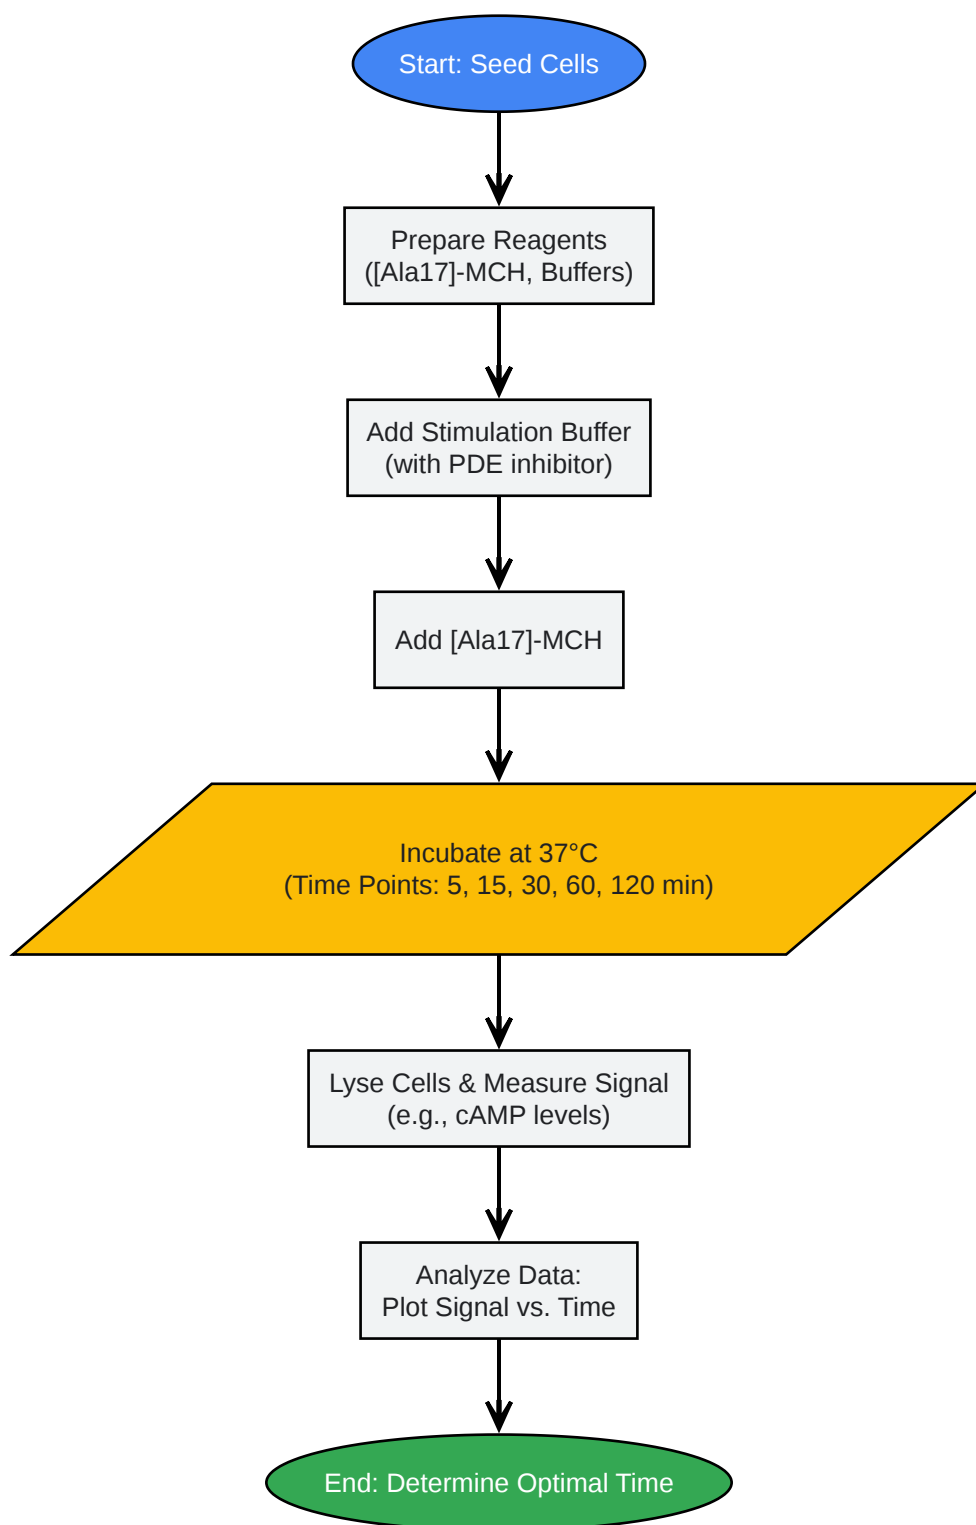 Start: Seed Cells
Prepare Reagents
([Ala17]-MCH, Buffers)
Add Stimulation Buffer
(with PDE inhibitor)
Add [Ala17]-MCH
Incubate at 37°C
(Time Points: 5, 15, 30, 60, 120 min)
Lyse Cells & Measure Signal
(e.g., cAMP levels)
Analyze Data:
Plot Signal vs. Time
End: Determine Optimal Time